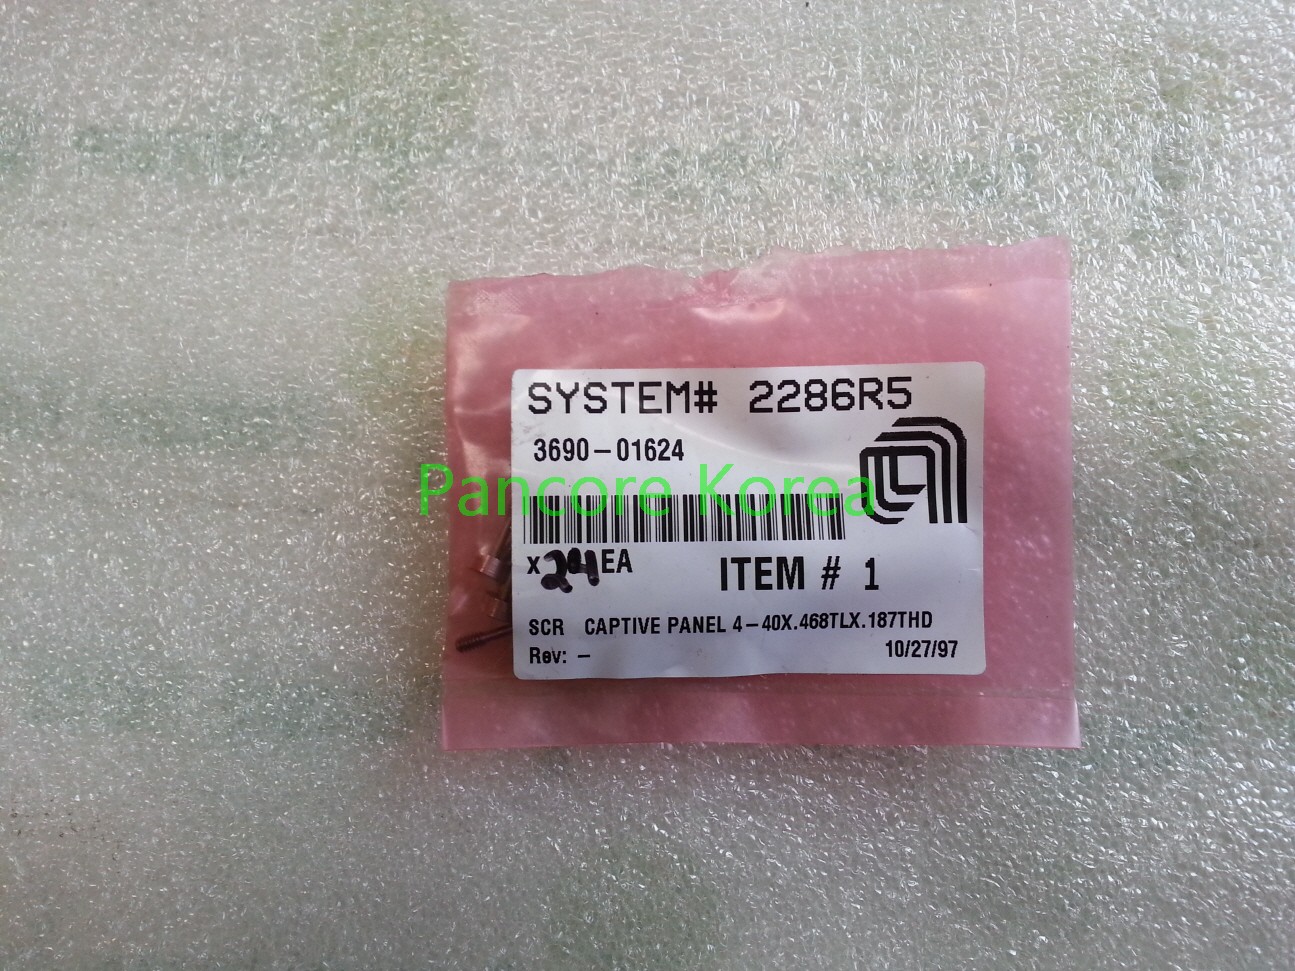 SYSTEM# 2286R5
3690-01624
Pancore Korea
X EA
ITEM # 1
SCR CAPTIVE PANEL 4-40X.468TLX.187THD
Rev: -
10/27/97